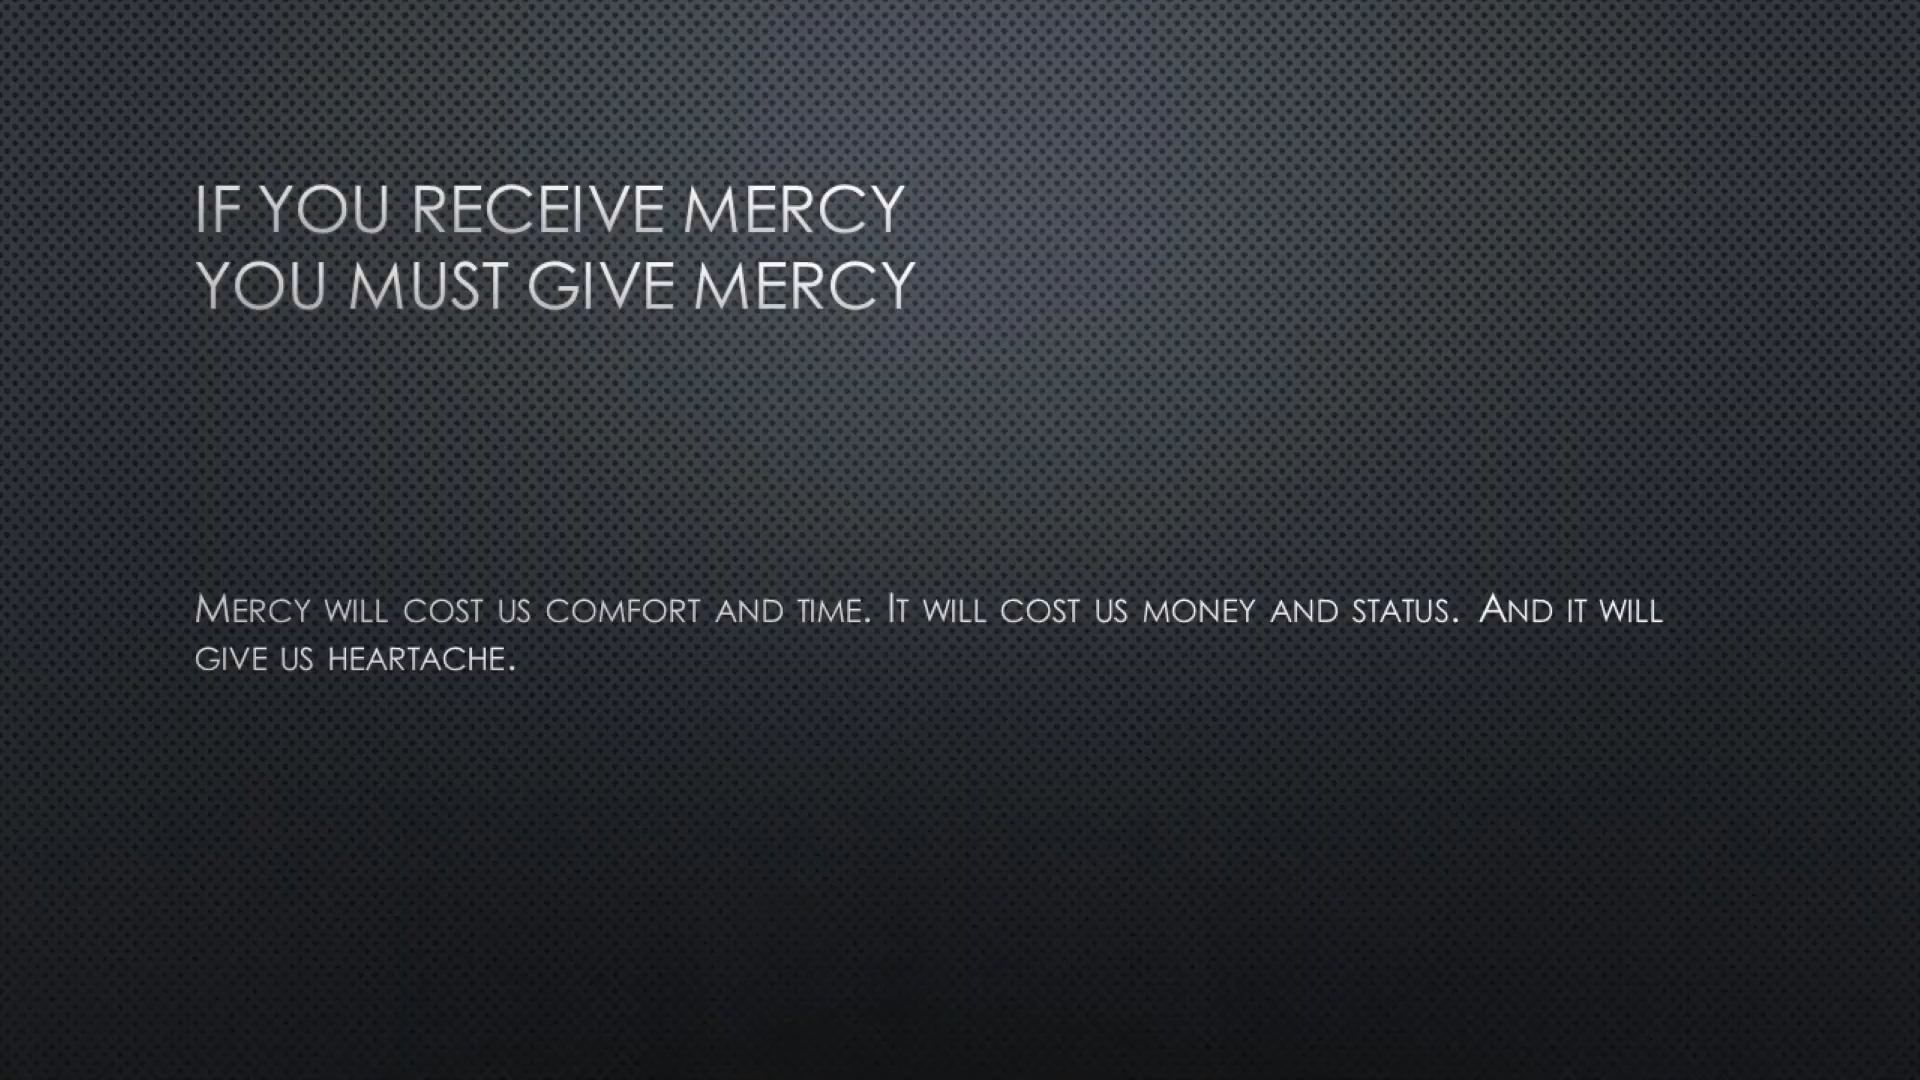 IF YOU RECEIVE MERCY
YOU MUST GIVE MERCY
Mercy will cost us comfort and time. It will cost us money and status. And it will
give us heartache.